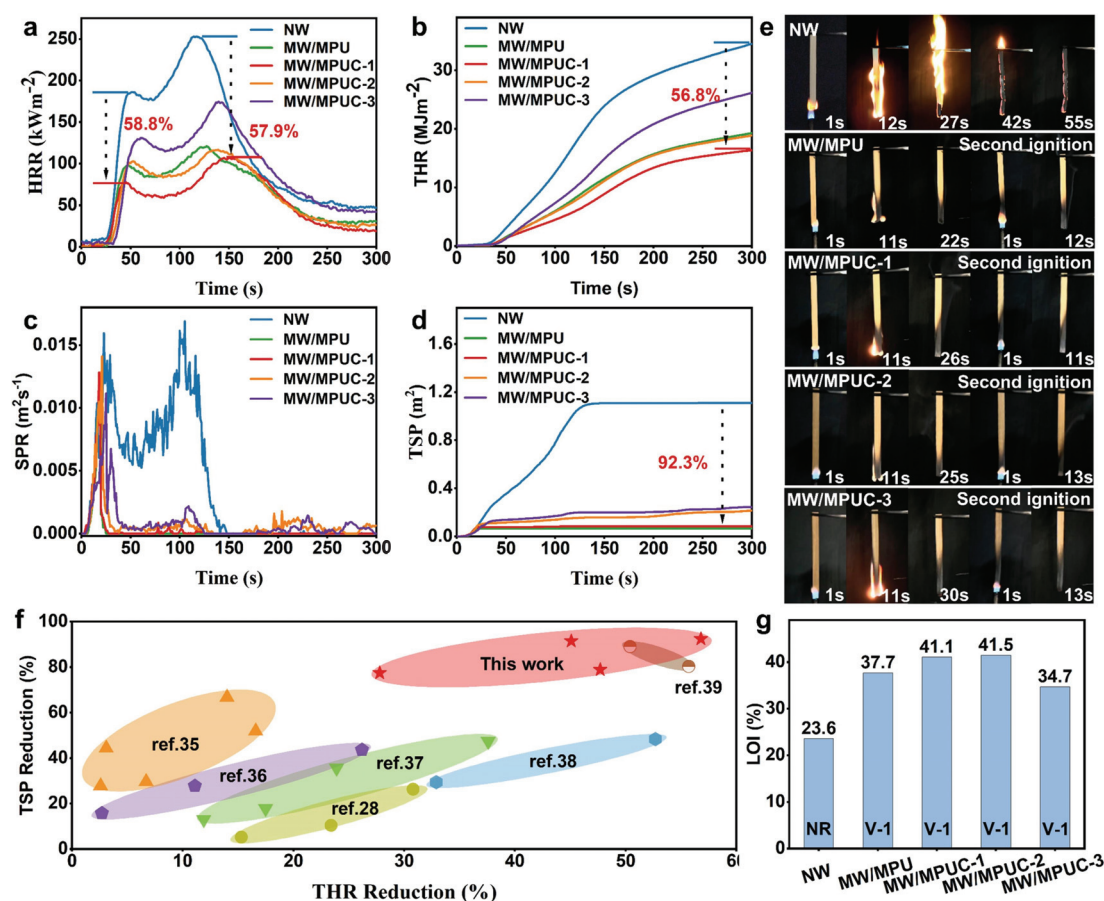 a
HRR (kWm⁻²)
250
200
150
100
50
0
NW
MW/MPU
MW/MPUC-1
MW/MPUC-2
MW/MPUC-3
58.8%
57.9%
0 50 100 150 200 250 300
Time (s)
b
THR (MJm⁻²)
30
20
10
0
NW
MW/MPU
MW/MPUC-1
MW/MPUC-2
MW/MPUC-3
56.8%
0 50 100 150 200 250 300
Time (s)
c
SPR (m²s⁻¹)
0.015
0.010
0.005
0.000
NW
MW/MPU
MW/MPUC-1
MW/MPUC-2
MW/MPUC-3
0 50 100 150 200 250 300
Time (s)
d
TSP (m²)
1.6
1.2
0.8
0.4
0.0
NW
MW/MPU
MW/MPUC-1
MW/MPUC-2
MW/MPUC-3
92.3%
0 50 100 150 200 250 300
Time (s)
e
NW
1s 12s 27s 42s 55s
MW/MPU Second ignition
1s 11s 22s 1s 12s
MW/MPUC-1 Second ignition
1s 11s 26s 1s 11s
MW/MPUC-2 Second ignition
1s 11s 25s 1s 13s
MW/MPUC-3 Second ignition
1s 11s 30s 1s 13s
f
TSP Reduction (%)
100
80
60
40
20
0
This work
ref.39
ref.35
ref.36
ref.37
ref.38
ref.28
0 10 20 30 40 50 60
THR Reduction (%)
g
LOI (%)
40
30
20
10
0
23.6
37.7
41.1
41.5
34.7
NR V-1 V-1 V-1 V-1
NW MW/MPU MW/MPUC-1 MW/MPUC-2 MW/MPUC-3